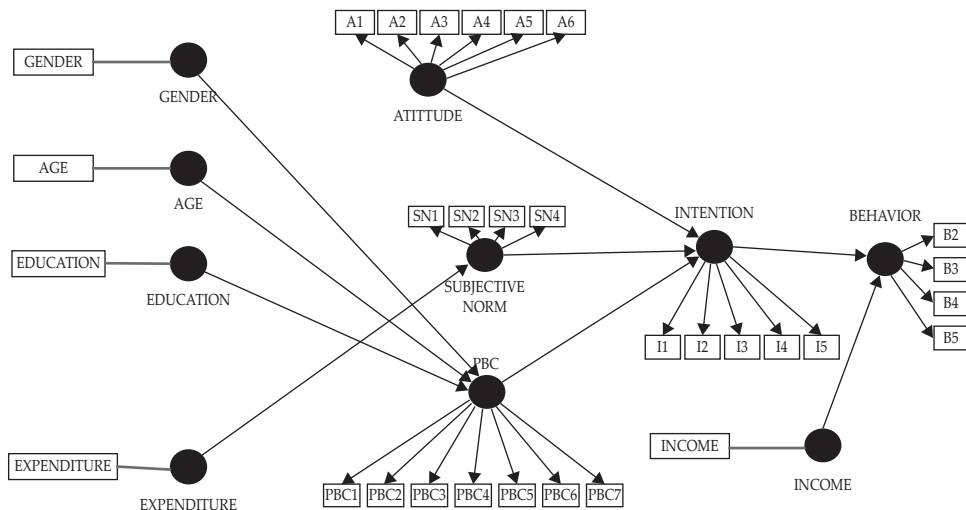 A1 A2 A3 A4 A5 A6
GENDER
GENDER
ATITTUDE
AGE
AGE
SN1 SN2 SN3 SN4
INTENTION
BEHAVIOR
B2
B3
B4
B5
EDUCATION
EDUCATION
SUBJECTIVE
NORM
I1 I2 I3 I4 I5
PBC
EXPENDITURE
EXPENDITURE
PBC1 PBC2 PBC3 PBC4 PBC5 PBC6 PBC7
INCOME
INCOME